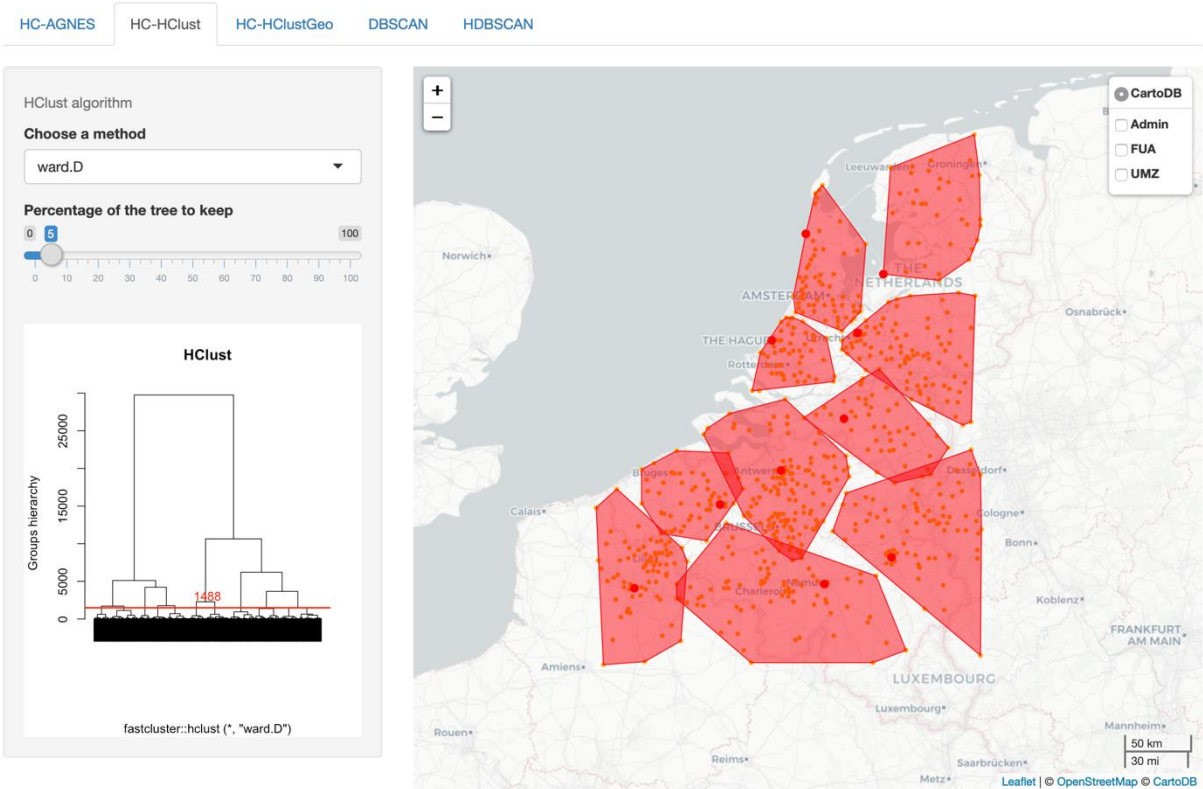 HC-AGNES HC-HClust HC-HClustGeo DBSCAN HDBSCAN
HClust algorithm
Choose a method
ward.D
Percentage of the tree to keep
0 5 100
0 10 20 30 40 50 60 70 80 90 100
HClust
Groups hierarchy
0 5000 15000 25000
1488
fastcluster::hclust (*, "ward.D")
+
−
CartoDB
Admin
FUA
UMZ
Leeuwarden
Groningen
Norwich
THE
NETHERLANDS
AMSTERDAM
Osnabrück
THE HAGUE
Utrecht
Rotterdam
Bruges
Antwerp
Dusseldorf
Calais
Cologne
BRUSSELS
Bonn
Lille
Namur
Charleroi
Koblenz
FRANKFURT
AM MAIN
Amiens
LUXEMBOURG
Luxembourg
Rouen
Mannheim
Reims
Saarbrücken
Metz
50 km
30 mi
Leaflet | © OpenStreetMap © CartoDB